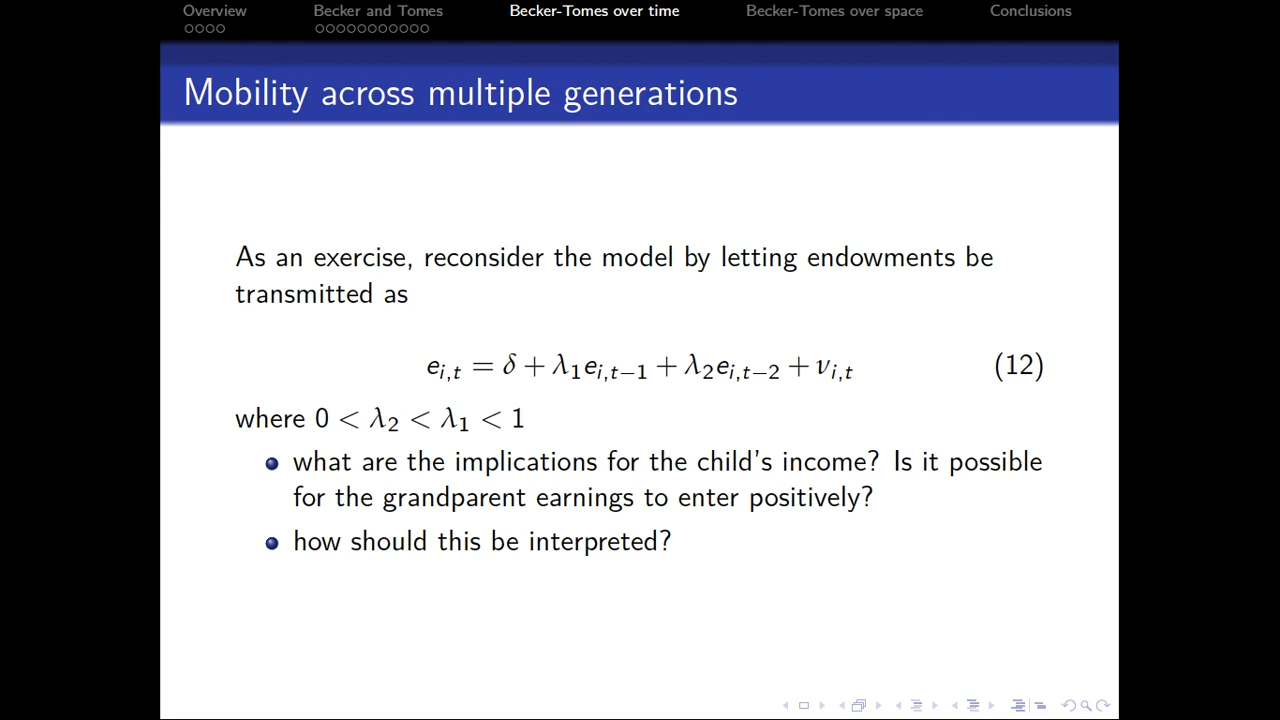 Overview
Becker and Tomes
Becker-Tomes over time
Becker-Tomes over space
Conclusions
Mobility across multiple generations
As an exercise, reconsider the model by letting endowments be
transmitted as
e_{i,t} = δ + λ_1 e_{i,t−1} + λ_2 e_{i,t−2} + ν_{i,t} (12)
where 0 < λ_2 < λ_1 < 1
what are the implications for the child's income? Is it possible
for the grandparent earnings to enter positively?
how should this be interpreted?